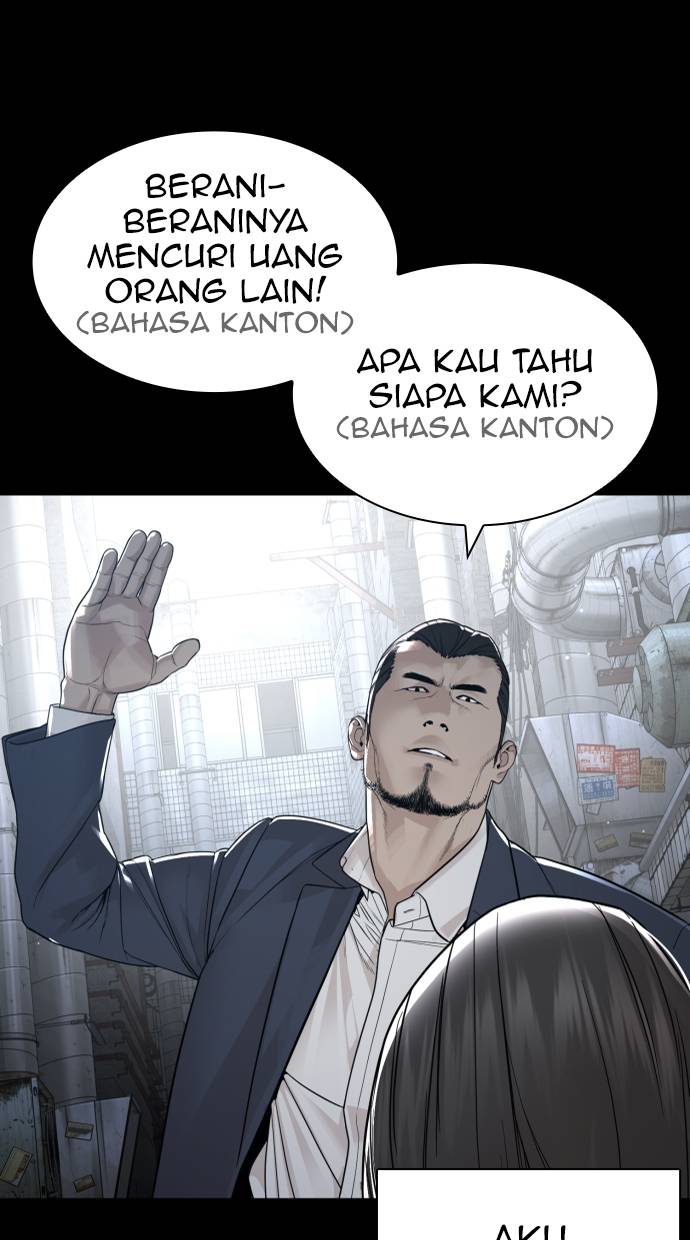 BERANI-
BERANINYA
MENCURI UANG
ORANG LAIN!
(BAHASA KANTON)
APA KAU TAHU
SIAPA KAMI?
(BAHASA KANTON)
AKU